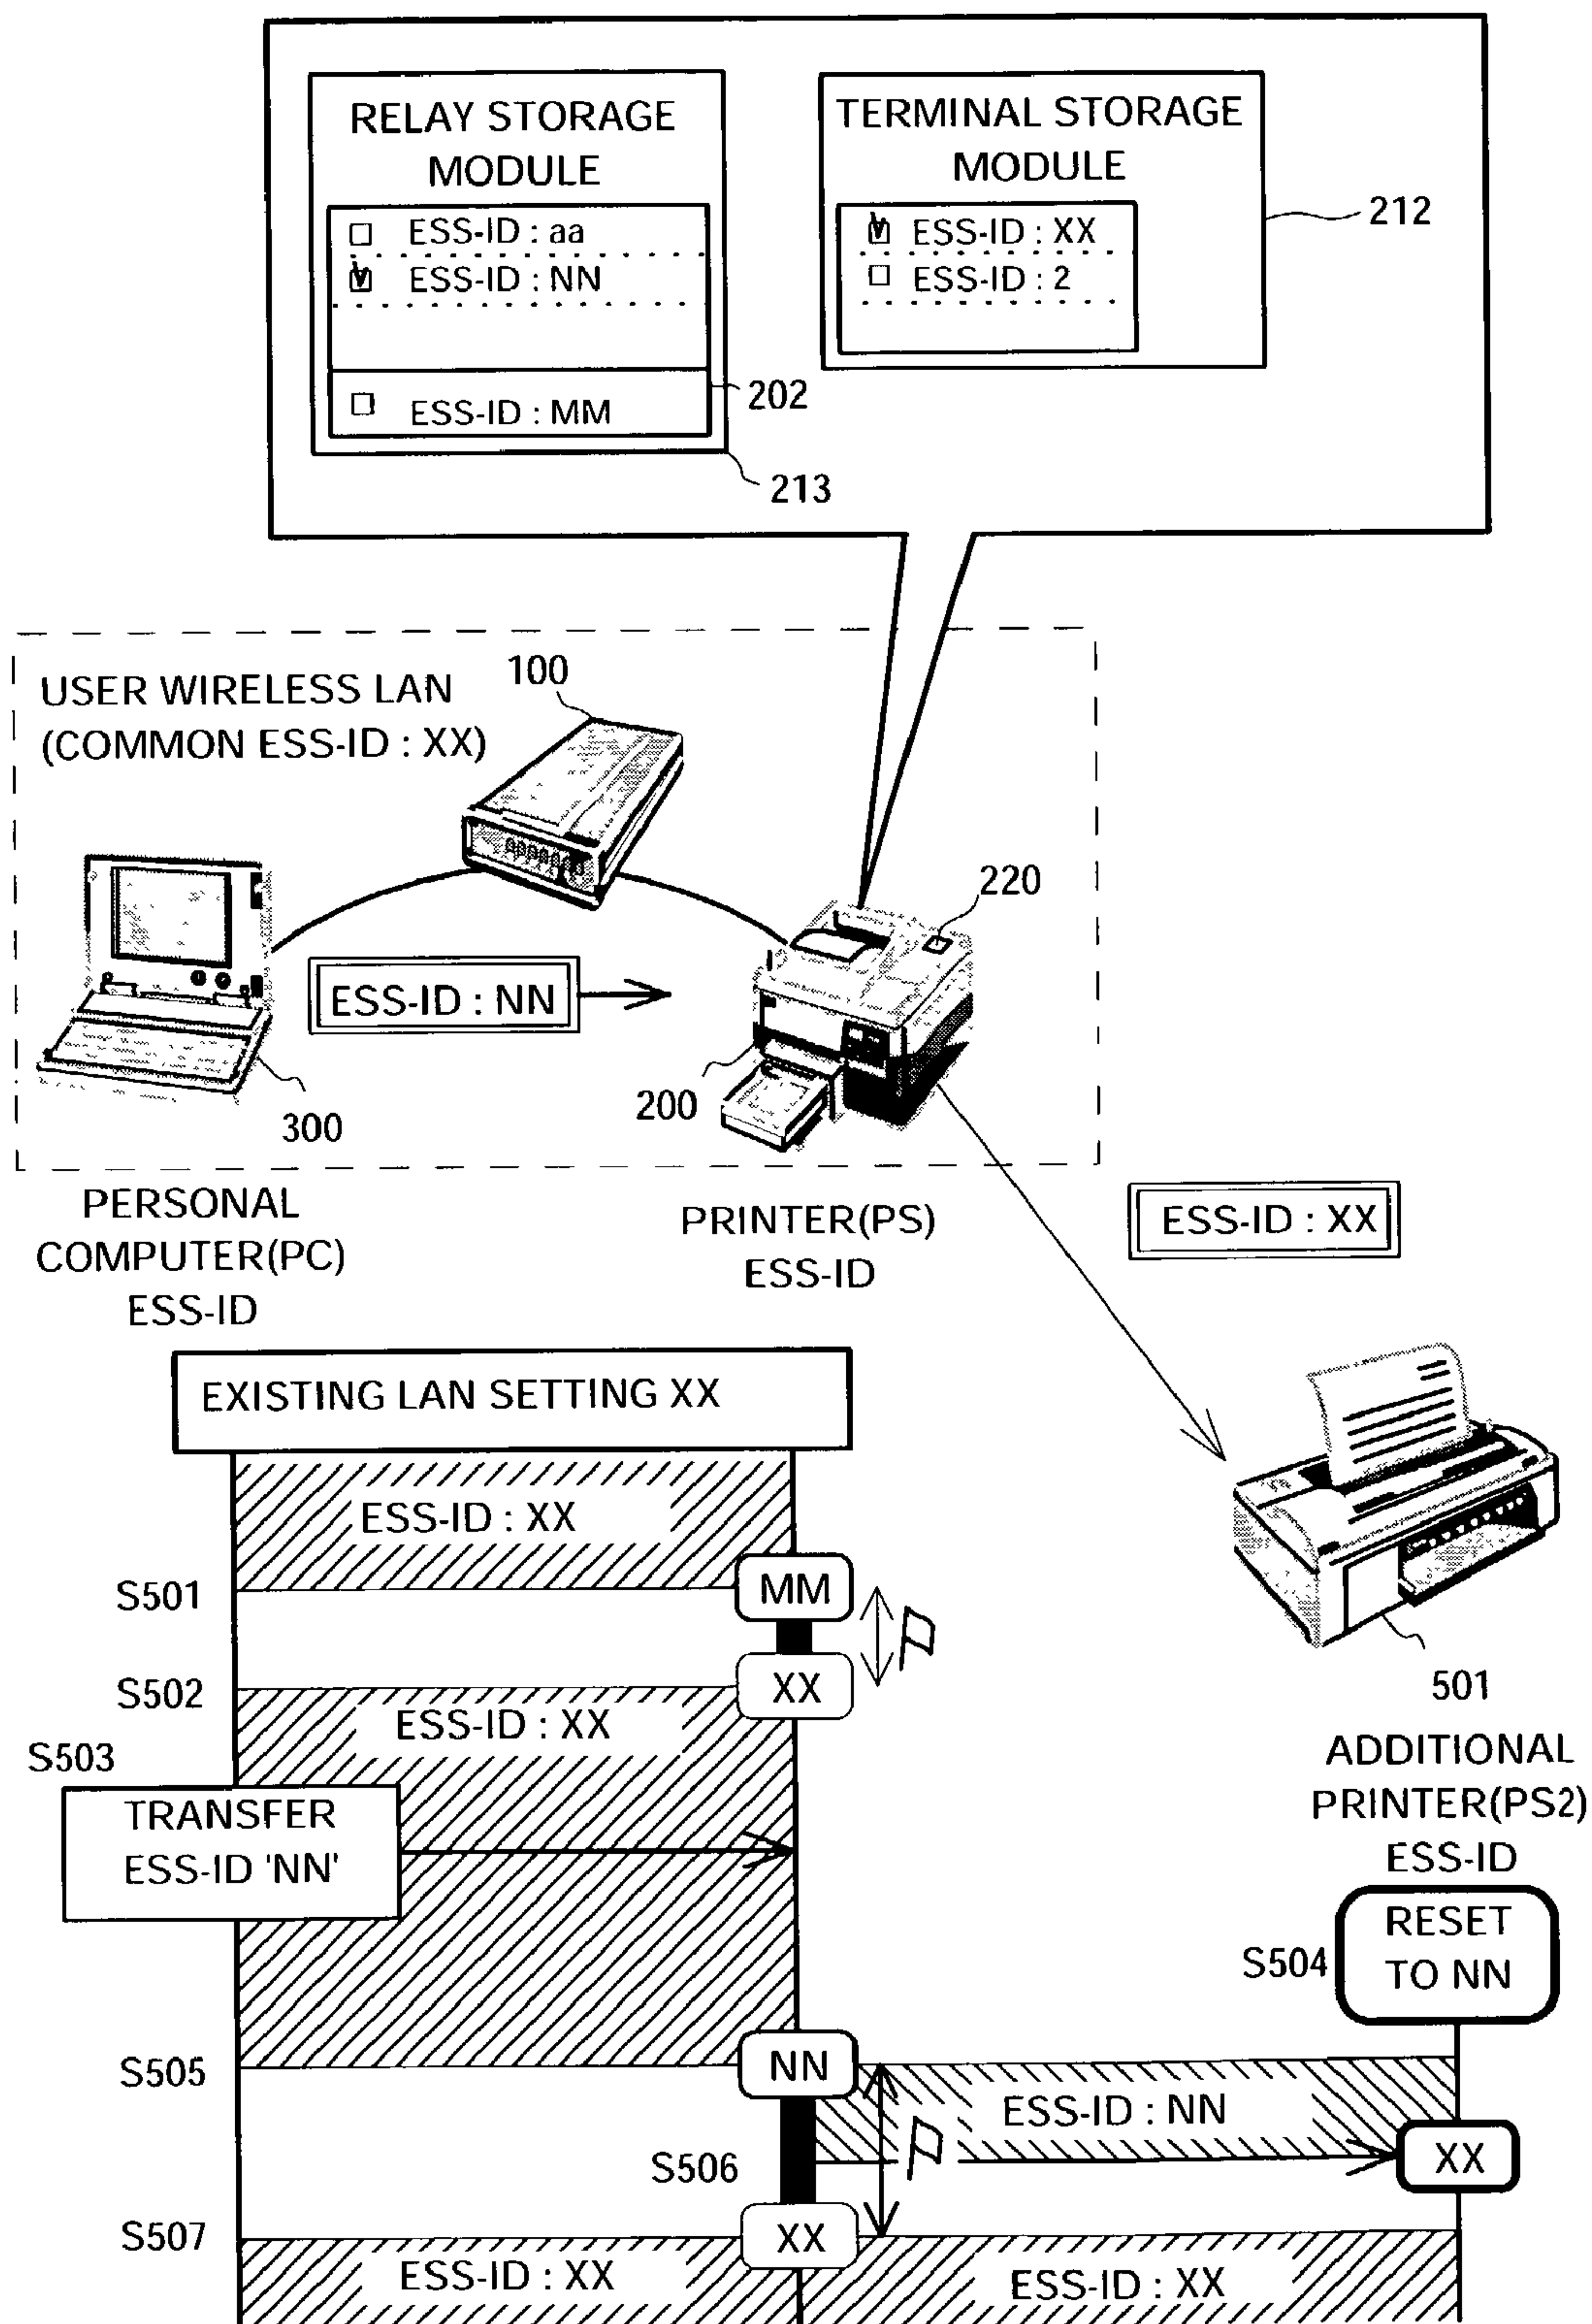 RELAY STORAGE
MODULE
ESS-ID : aa
ESS-ID : NN
ESS-ID : MM
202
213
TERMINAL STORAGE
MODULE
ESS-ID : XX
ESS-ID : 2
212
USER WIRELESS LAN
(COMMON ESS-ID : XX)
100
220
ESS-ID : NN
200
300
PERSONAL
COMPUTER(PC)
ESS-ID
PRINTER(PS)
ESS-ID
ESS-ID : XX
EXISTING LAN SETTING XX
ESS-ID : XX
S501
MM
S502
XX
ESS-ID : XX
501
ADDITIONAL
PRINTER(PS2)
ESS-ID
S503
TRANSFER
ESS-ID 'NN'
S504
RESET
TO NN
S505
NN
ESS-ID : NN
S506
XX
S507
XX
ESS-ID : XX
ESS-ID : XX